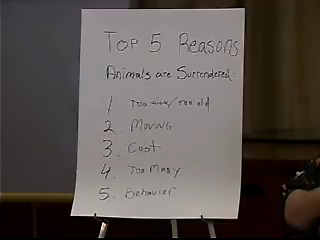 Top 5 Reasons
Animals are Surrendered:
1. Too sick/too old
2. Moving
3. Cost
4. Too Many
5. Behavior